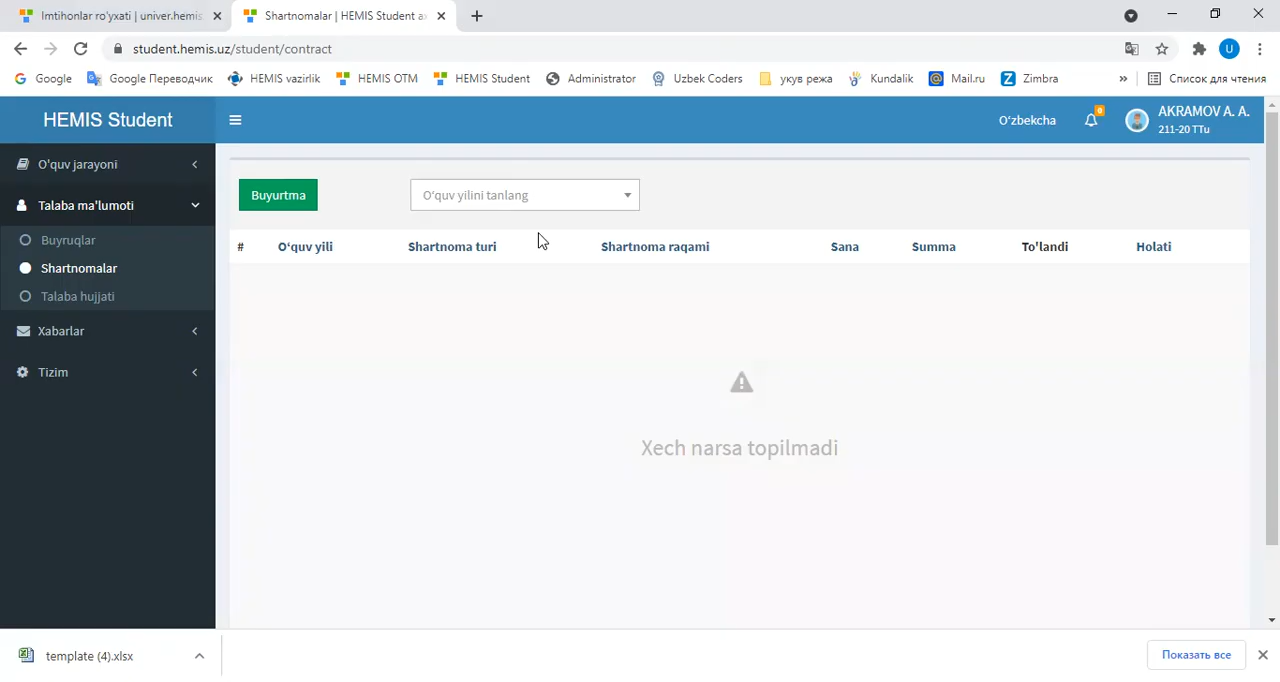 Imtihonlar ro'yxati | univer.hemis
Shartnomalar | HEMIS Student ax
student.hemis.uz/student/contract
Google
Google Переводчик
HEMIS vazirlik
HEMIS OTM
HEMIS Student
Administrator
Uzbek Coders
укув режа
Kundalik
Mail.ru
Zimbra
»
Список для чтения
U
HEMIS Student
O'zbekcha
0
AKRAMOV A. A.
211-20 TTu
O'quv jarayoni
Talaba ma'lumoti
Buyruqlar
Shartnomalar
Talaba hujjati
Xabarlar
Tizim
Buyurtma
O'quv yilini tanlang
# O‘quv yili Shartnoma turi Shartnoma raqami Sana Summa To'landi Holati
Xech narsa topilmadi
template (4).xlsx
Показать все